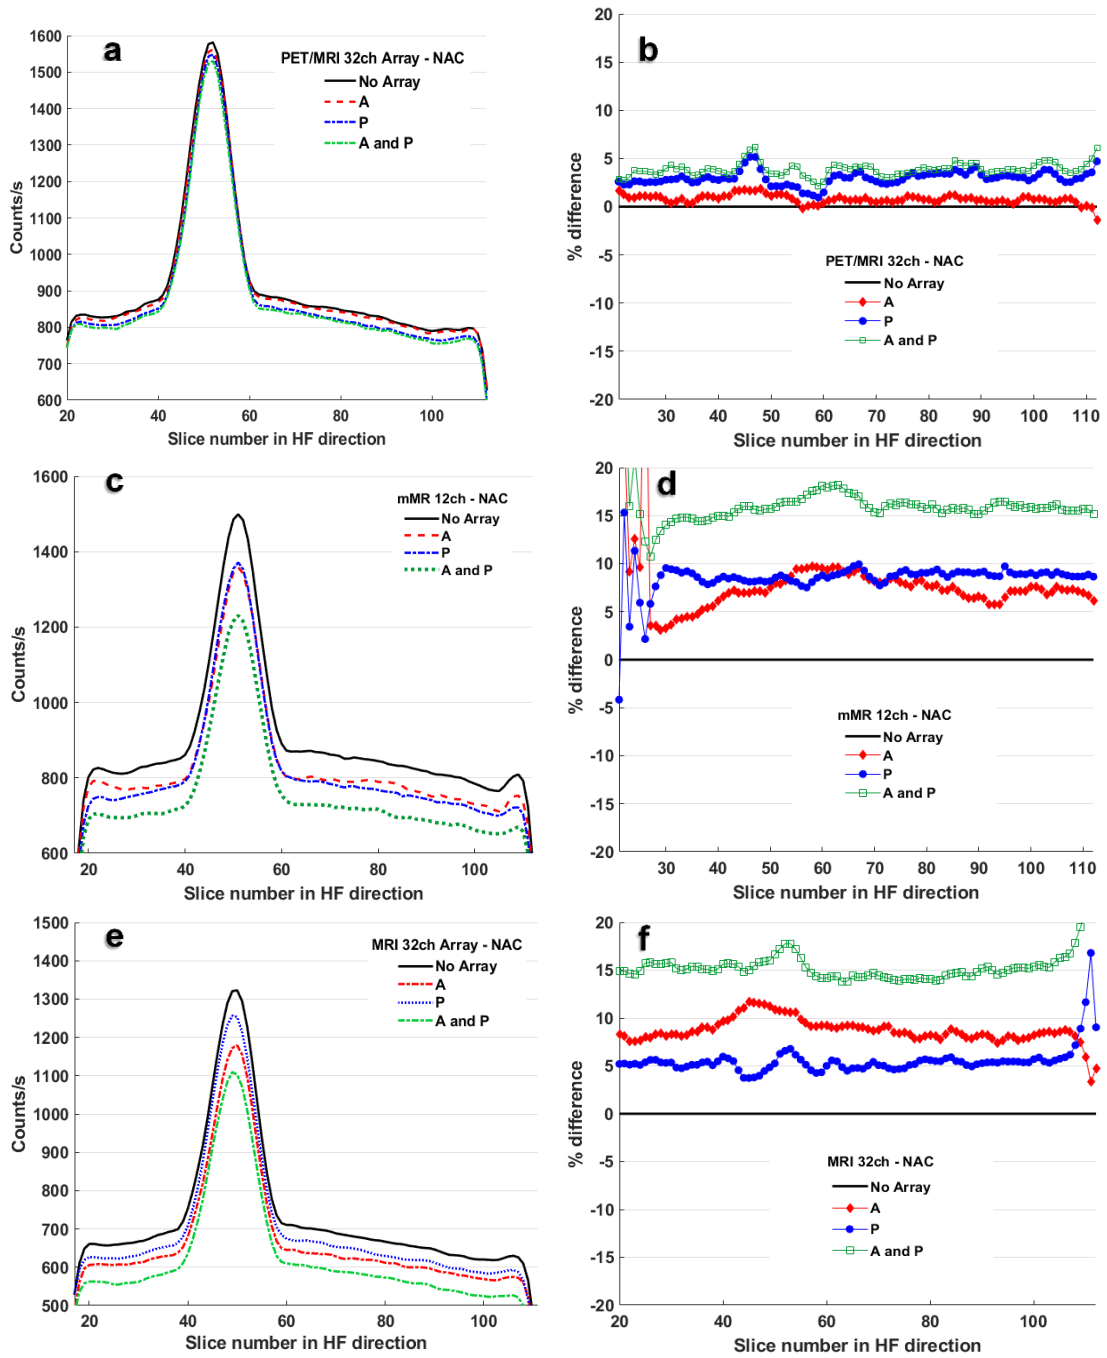 a
PET/MRI 32ch Array - NAC
No Array
A
P
A and P
1600
1500
1400
1300
1200
1100
1000
900
800
700
600
Counts/s
20 40 60 80 100
Slice number in HF direction
b
20
15
10
5
0
-5
-10
-15
-20
% difference
PET/MRI 32ch - NAC
No Array
A
P
A and P
30 40 50 60 70 80 90 100 110
Slice number in HF direction
c
mMR 12ch - NAC
No Array
A
P
A and P
1600
1400
1200
1000
800
600
Counts/s
20 40 60 80 100
Slice number in HF direction
d
20
15
10
5
0
-5
-10
-15
-20
% difference
mMR 12ch - NAC
No Array
A
P
A and P
30 40 50 60 70 80 90 100 110
Slice number in HF direction
e
MRI 32ch Array - NAC
No Array
A
P
A and P
1500
1400
1300
1200
1100
1000
900
800
700
600
500
Counts/s
20 40 60 80 100
Slice number in HF direction
f
20
15
10
5
0
-5
-10
-15
-20
% difference
MRI 32ch - NAC
No Array
A
P
A and P
20 40 60 80 100
Slice number in HF direction